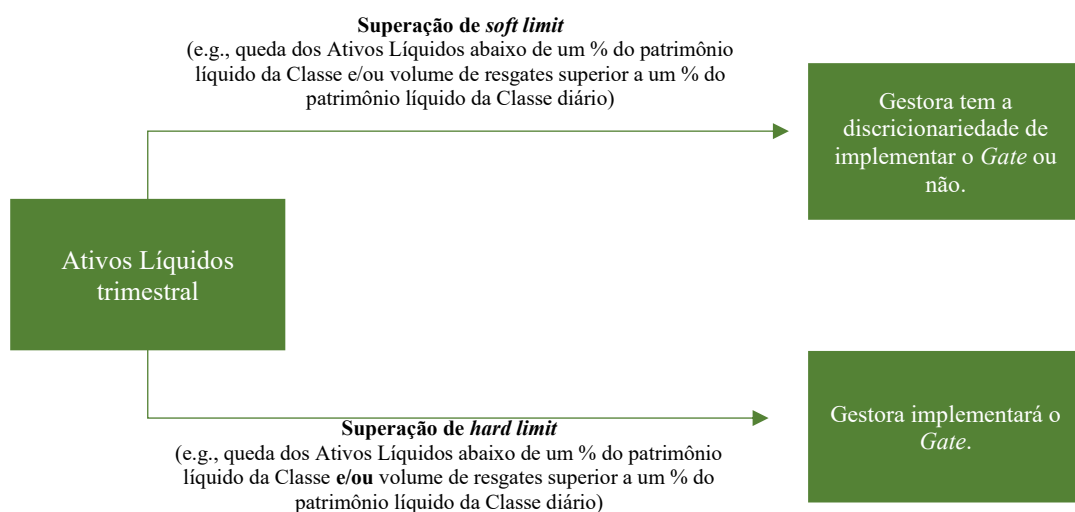 Superação de soft limit
(e.g., queda dos Ativos Líquidos abaixo de um % do patrimônio
líquido da Classe e/ou volume de resgates superior a um % do
patrimônio líquido da Classe diário)
Gestora tem a
discricionariedade de
implementar o Gate ou
não.
Ativos Líquidos
trimestral
Superação de hard limit
(e.g., queda dos Ativos Líquidos abaixo de um % do patrimônio
líquido da Classe e/ou volume de resgates superior a um % do
patrimônio líquido da Classe diário)
Gestora implementará o
Gate.